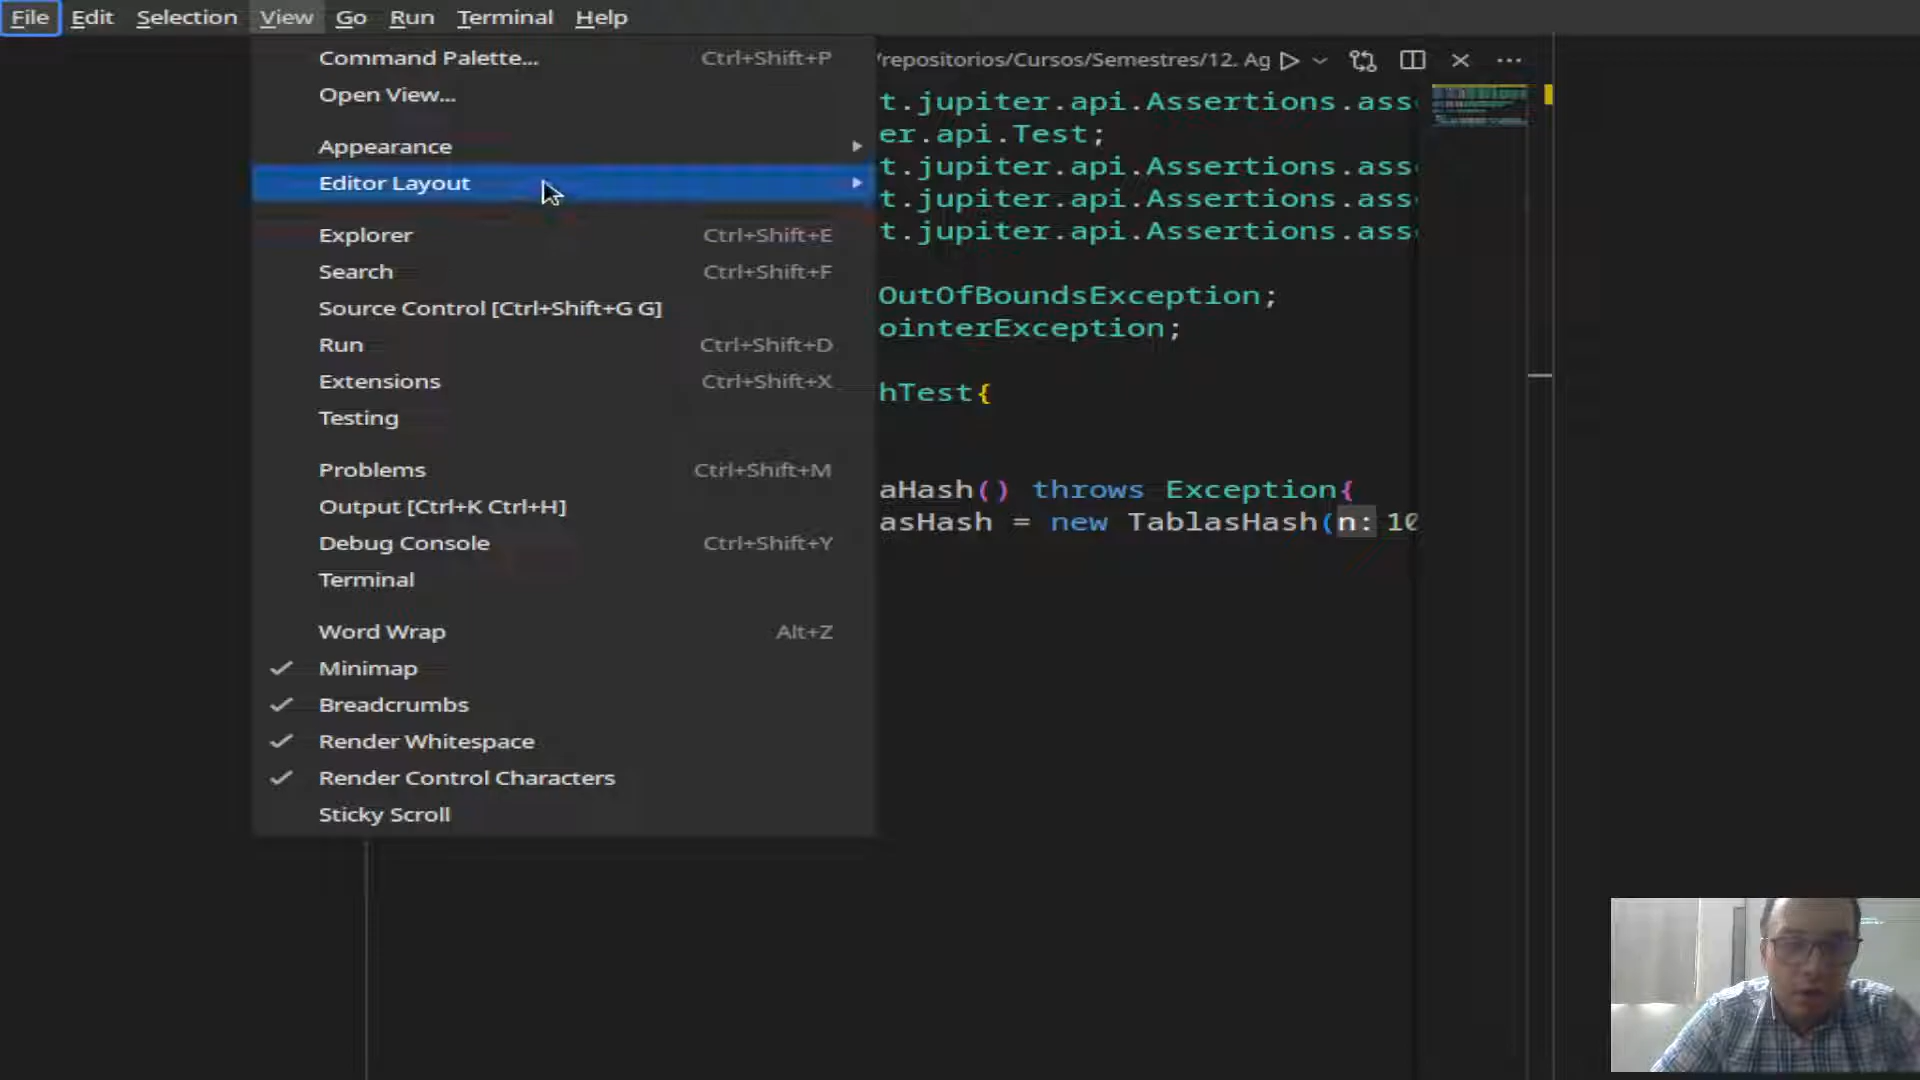 File Edit Selection View Go Run Terminal Help
Command Palette... Ctrl+Shift+P
Open View...
Appearance
Editor Layout
Explorer Ctrl+Shift+E
Search Ctrl+Shift+F
Source Control [Ctrl+Shift+G G]
Run Ctrl+Shift+D
Extensions Ctrl+Shift+X
Testing
Problems Ctrl+Shift+M
Output [Ctrl+K Ctrl+H]
Debug Console Ctrl+Shift+Y
Terminal
Word Wrap Alt+Z
Minimap
Breadcrumbs
Render Whitespace
Render Control Characters
Sticky Scroll
/repositorios/Cursos/Semestres/12. Ag
t.jupiter.api.Assertions.ass
er.api.Test;
t.jupiter.api.Assertions.ass
t.jupiter.api.Assertions.ass
t.jupiter.api.Assertions.ass
OutOfBoundsException;
ointerException;
hTest{
aHash() throws Exception{
asHash = new TablasHash(n: 10